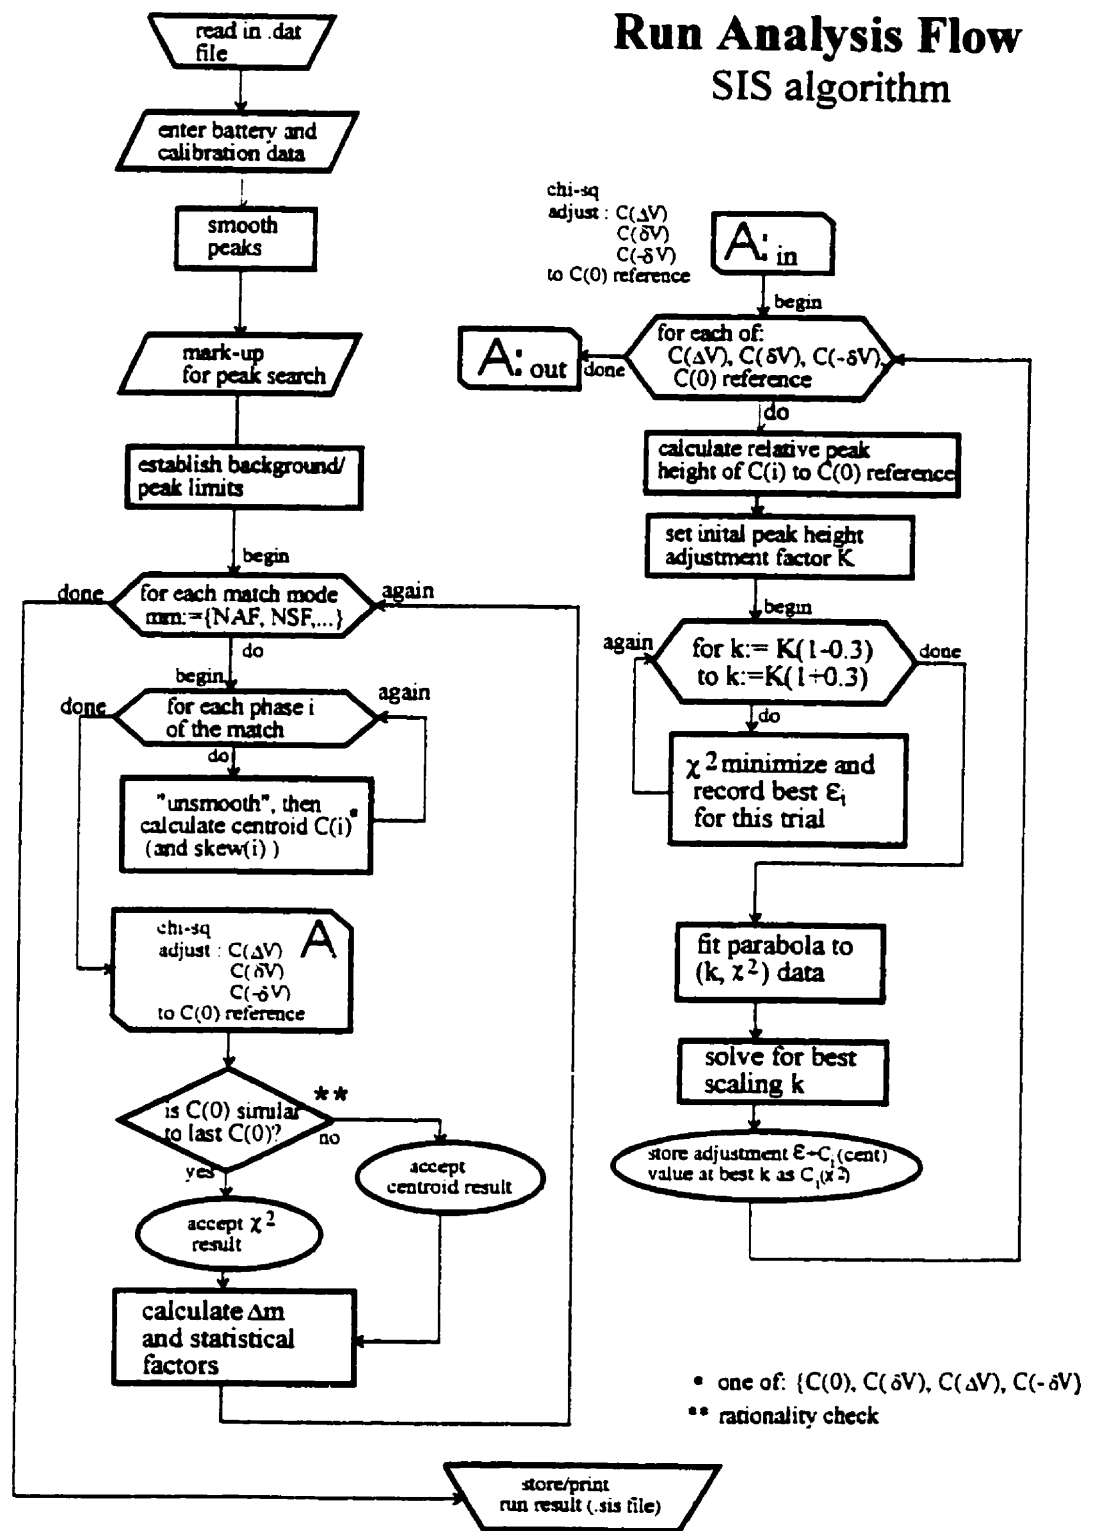 Run Analysis Flow
SIS algorithm
read in .dat
file
enter battery and
calibration data
smooth
peaks
mark-up
for peak search
establish background/
peak limits
begin
done
for each match mode
mm:={NAF, NSF,...}
again
do
begin
done
for each phase i
of the match
again
do
"unsmooth", then
calculate centroid C(i)*
(and skew(i) )
chi-sq
adjust : C(ΔV)
C(δV)
C(-δV)
to C(0) reference
A
is C(0) similar
to last C(0)?
**
no
yes
accept
centroid result
accept χ2
result
calculate Δm
and statistical
factors
store/print
run result (.sis file)
chi-sq
adjust : C(ΔV)
C(δV)
C(-δV)
to C(0) reference
A: in
begin
for each of:
C(ΔV), C(δV), C(-δV),
C(0) reference
A: out
done
do
calculate relative peak
height of C(i) to C(0) reference
set inital peak height
adjustment factor K
begin
again
for k:= K(1-0.3)
to k:=K(1+0.3)
done
do
χ2 minimize and
record best εi
for this trial
fit parabola to
(k, χ2) data
solve for best
scaling k
store adjustment ε+Ci(cent)
value at best k as Ci(χ2)
* one of: {C(0), C(δV), C(ΔV), C(-δV)
** rationality check